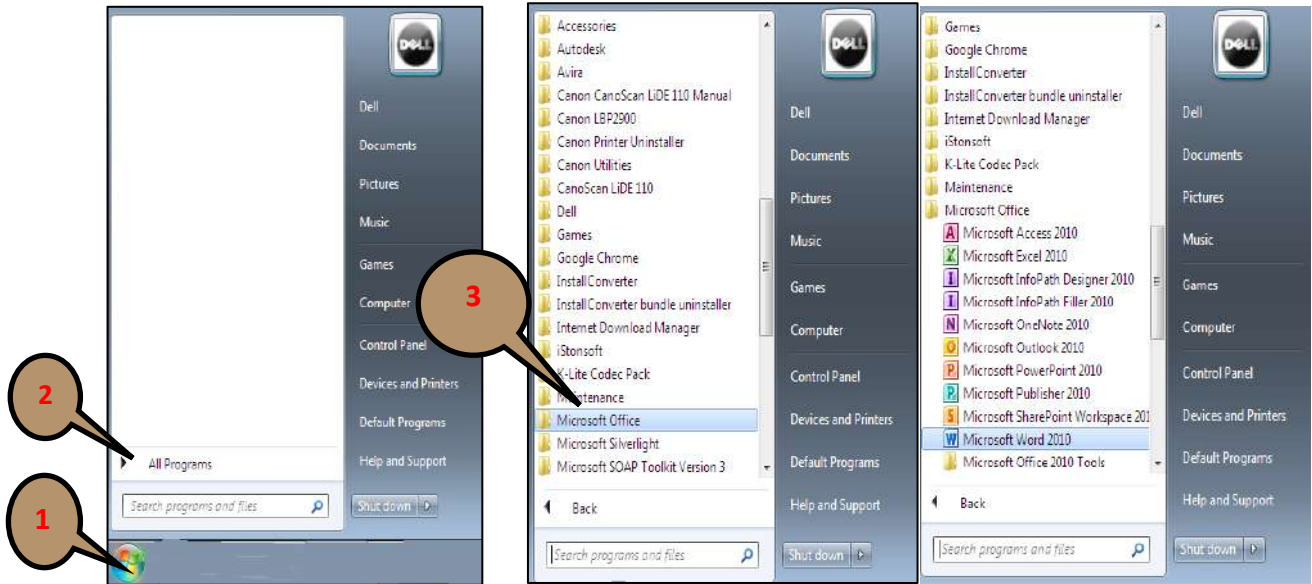 DELL
Dell
Documents
Pictures
Music
Games
Computer
Control Panel
Devices and Printers
Default Programs
Help and Support
2
All Programs
Search programs and files
Shut down
1
Accessories
Autodesk
Avira
Canon CanoScan LiDE 110 Manual
Canon LBP2900
Canon Printer Uninstaller
Canon Utilities
CanoScan LiDE 110
Dell
Games
Google Chrome
InstallConverter
InstallConverter bundle uninstaller
Internet Download Manager
iStonsoft
K-Lite Codec Pack
Maintenance
Microsoft Office
Microsoft Silverlight
Microsoft SOAP Toolkit Version 3
Back
Search programs and files
3
DELL
Dell
Documents
Pictures
Music
Games
Computer
Control Panel
Devices and Printers
Default Programs
Help and Support
Shut down
Games
Google Chrome
InstallConverter
InstallConverter bundle uninstaller
Internet Download Manager
iStonsoft
K-Lite Codec Pack
Maintenance
Microsoft Office
A Microsoft Access 2010
X Microsoft Excel 2010
I Microsoft InfoPath Designer 2010
I Microsoft InfoPath Filler 2010
N Microsoft OneNote 2010
O Microsoft Outlook 2010
P Microsoft PowerPoint 2010
P Microsoft Publisher 2010
S Microsoft SharePoint Workspace 201
W Microsoft Word 2010
Microsoft Office 2010 Tools
Back
Search programs and files
DELL
Dell
Documents
Pictures
Music
Games
Computer
Control Panel
Devices and Printers
Default Programs
Help and Support
Shut down